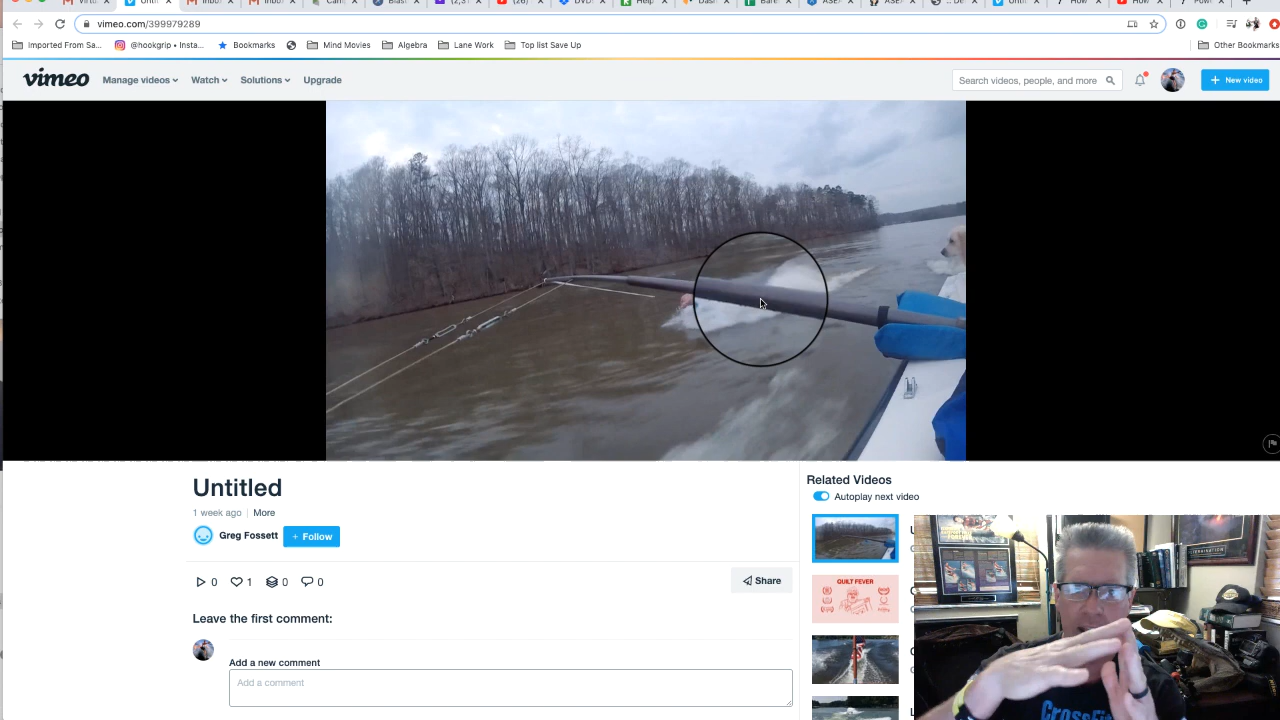 vimeo.com/399979289
Imported From Sa...
@hookgrip • Insta...
Bookmarks
Mind Movies
Algebra
Lane Work
Top list Save Up
Other Bookmarks
vimeo
Manage videos
Watch
Solutions
Upgrade
Search videos, people, and more
New video
Untitled
1 week ago
More
Greg Fossett
+ Follow
0
1
0
0
Share
Leave the first comment:
Add a new comment
Add a comment
Related Videos
Autoplay next video
QUILT FEVER
CrossFit